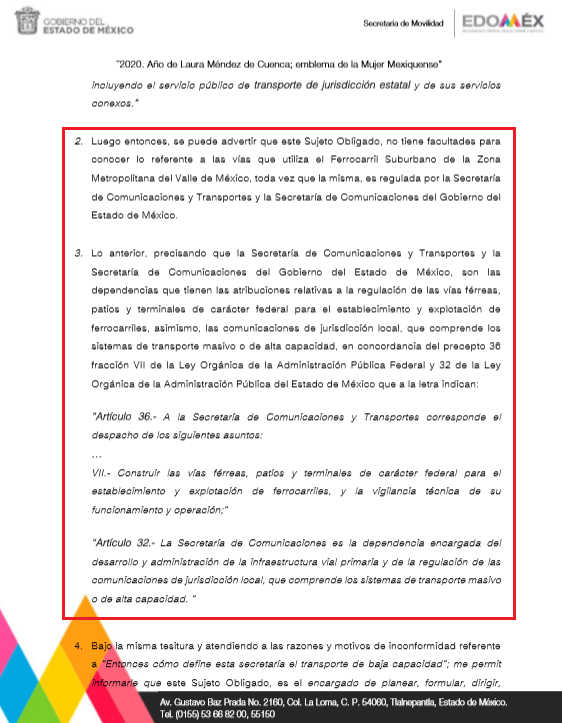 GOBIERNO DEL
ESTADO DE MÉXICO
Secretaría de Movilidad
EDOMÉX
"2020. Año de Laura Méndez de Cuenca; emblema de la Mujer Mexiquense"
incluyendo el servicio público de transporte de jurisdicción estatal y de sus servicios
conexos."
2. Luego entonces, se puede advertir que este Sujeto Obligado, no tiene facultades para
conocer lo referente a las vías que utiliza el Ferrocarril Suburbano de la Zona
Metropolitana del Valle de México, toda vez que la misma, es regulada por la Secretaría
de Comunicaciones y Transportes y la Secretaría de Comunicaciones del Gobierno del
Estado de México.
3. Lo anterior, precisando que la Secretaría de Comunicaciones y Transportes y la
Secretaría de Comunicaciones del Gobierno del Estado de México, son las
dependencias que tienen las atribuciones relativas a la regulación de las vías férreas,
patios y terminales de carácter federal para el establecimiento y explotación de
ferrocarriles, asimismo, las comunicaciones de jurisdicción local, que comprende los
sistemas de transporte masivo o de alta capacidad, en concordancia del precepto 36
fracción VII de la Ley Orgánica de la Administración Pública Federal y 32 de la Ley
Orgánica de la Administración Pública del Estado de México que a la letra indican:
"Artículo 36.- A la Secretaría de Comunicaciones y Transportes corresponde el
despacho de los siguientes asuntos:
...
VII.- Construir las vías férreas, patios y terminales de carácter federal para el
establecimiento y explotación de ferrocarriles, y la vigilancia técnica de su
funcionamiento y operación;"
"Artículo 32.- La Secretaría de Comunicaciones es la dependencia encargada del
desarrollo y administración de la infraestructura vial primaria y de la regulación de las
comunicaciones de jurisdicción local, que comprende los sistemas de transporte masivo
o de alta capacidad. "
4. Bajo la misma tesitura y atendiendo a las razones y motivos de inconformidad referente
a "Entonces cómo define esta secretaría el transporte de baja capacidad"; me permit
informarle que este Sujeto Obligado, es el encargado de planear, formular, dirigir,
Av. Gustavo Baz Prada No. 2160, Col. La Loma, C. P. 54060, Tlalnepantla, Estado de México.
Tel. (0155) 53 66 82 00, 55150